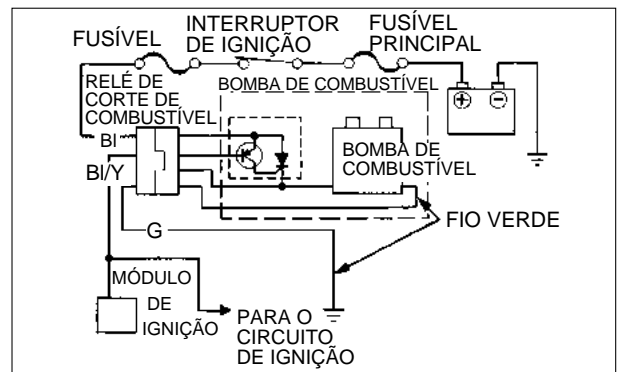 FUSÍVEL
INTERRUPTOR
DE IGNIÇÃO
FUSÍVEL
PRINCIPAL
RELÉ DE
CORTE DE
COMBUSTÍVEL
BOMBA DE COMBUSTÍVEL
BI
BI/Y
BOMBA DE
COMBUSTÍVEL
FIO VERDE
G
MÓDULO
DE
IGNIÇÃO
PARA O
CIRCUITO
DE IGNIÇÃO